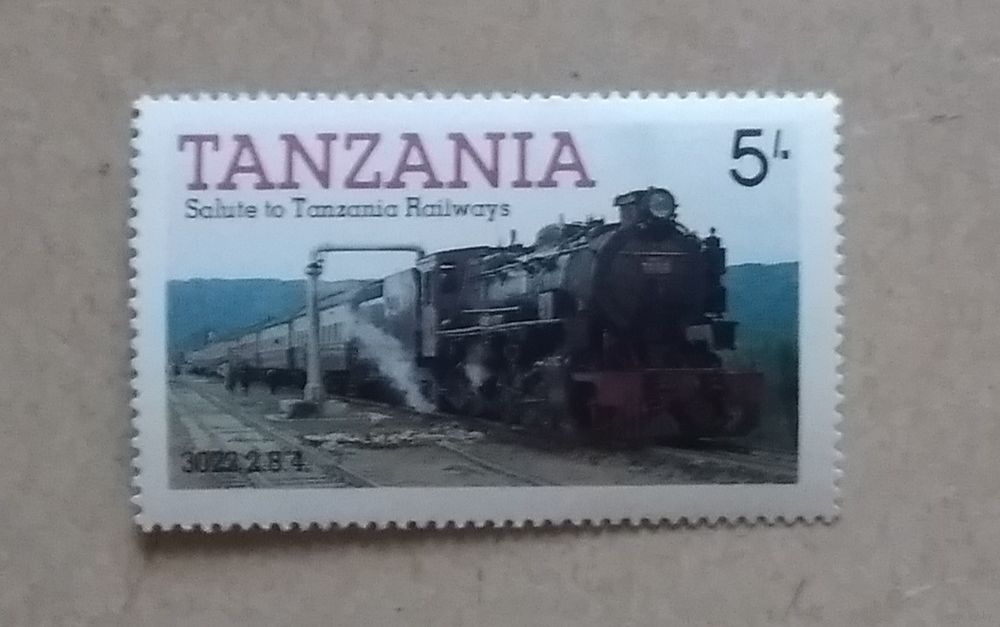 TANZANIA
5/-
Salute to Tanzania Railways
3022 2.8.4.